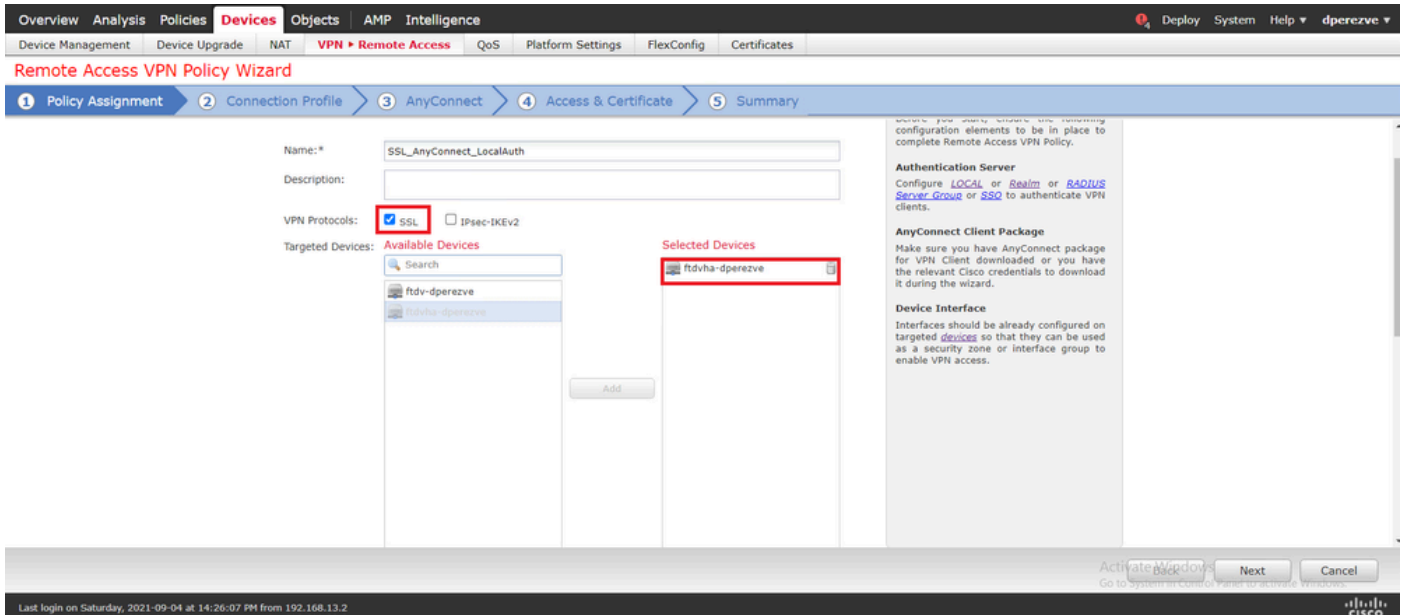 Overview Analysis Policies Devices Objects AMP Intelligence Deploy System Help ▾ dperezve ▾
Device Management Device Upgrade NAT VPN ▸ Remote Access QoS Platform Settings FlexConfig Certificates
Remote Access VPN Policy Wizard
1 Policy Assignment 2 Connection Profile 3 AnyConnect 4 Access & Certificate 5 Summary
Name:*
SSL_AnyConnect_LocalAuth
Description:
VPN Protocols:
SSL IPsec-IKEv2
Targeted Devices:
Available Devices
Search
ftdv-dperezve
ftdvha-dperezve
Add
Selected Devices
ftdvha-dperezve
Before you start, ensure the following
configuration elements to be in place to
complete Remote Access VPN Policy.
Authentication Server
Configure LOCAL or Realm or RADIUS
Server Group or SSO to authenticate VPN
clients.
AnyConnect Client Package
Make sure you have AnyConnect package
for VPN Client downloaded or you have
the relevant Cisco credentials to download
it during the wizard.
Device Interface
Interfaces should be already configured on
targeted devices so that they can be used
as a security zone or interface group to
enable VPN access.
Activate Windows
Go to System in Control Panel to activate Windows.
Back Next Cancel
Last login on Saturday, 2021-09-04 at 14:26:07 PM from 192.168.13.2
CISCO